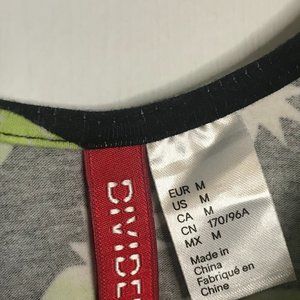 DIVIDE
EUR M
US M
CA M
CN 170/96A
MX M
Made in
China
Fabriqué en
Chine